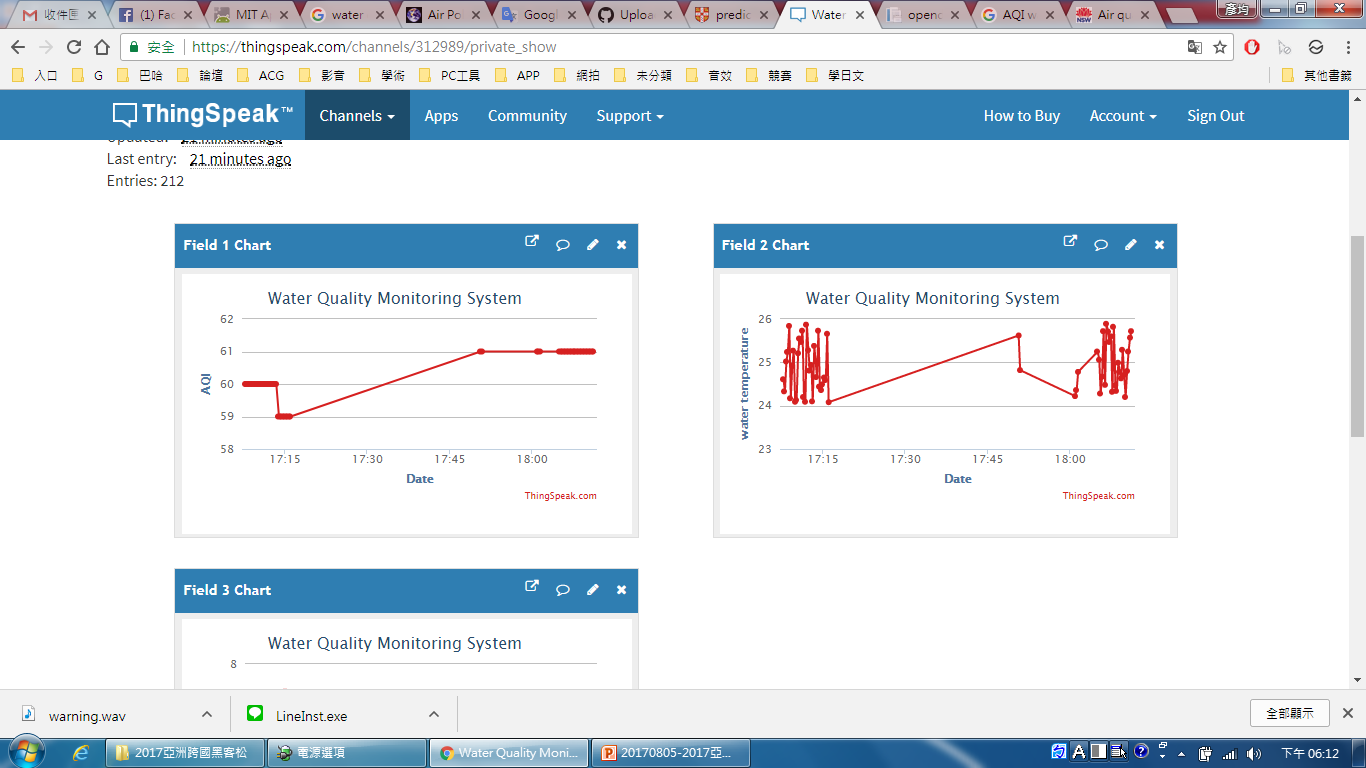 彥均
收件匣
(1) Fac
MIT A
water
Air Po
Googl
Uploa
predic
Water
openc
AQI w
Air qu
安全 https://thingspeak.com/channels/312989/private_show
入口 G 巴哈 論壇 ACG 影音 學術 PC工具 APP 網拍 未分類 音效 競賽 學日文 其他書籤
ThingSpeak™ Channels Apps Community Support How to Buy Account Sign Out
Updated: 21 minutes ago
Last entry: 21 minutes ago
Entries: 212
Field 1 Chart
Water Quality Monitoring System
62
61
60
59
58
AQI
17:15 17:30 17:45 18:00
Date
ThingSpeak.com
Field 2 Chart
Water Quality Monitoring System
26
25
24
23
water temperature
17:15 17:30 17:45 18:00
Date
ThingSpeak.com
Field 3 Chart
Water Quality Monitoring System
8
warning.wav
LineInst.exe
全部顯示
2017亞洲跨國黑客松
電源選項
Water Quality Moni...
20170805-2017亞...
A
下午 06:12